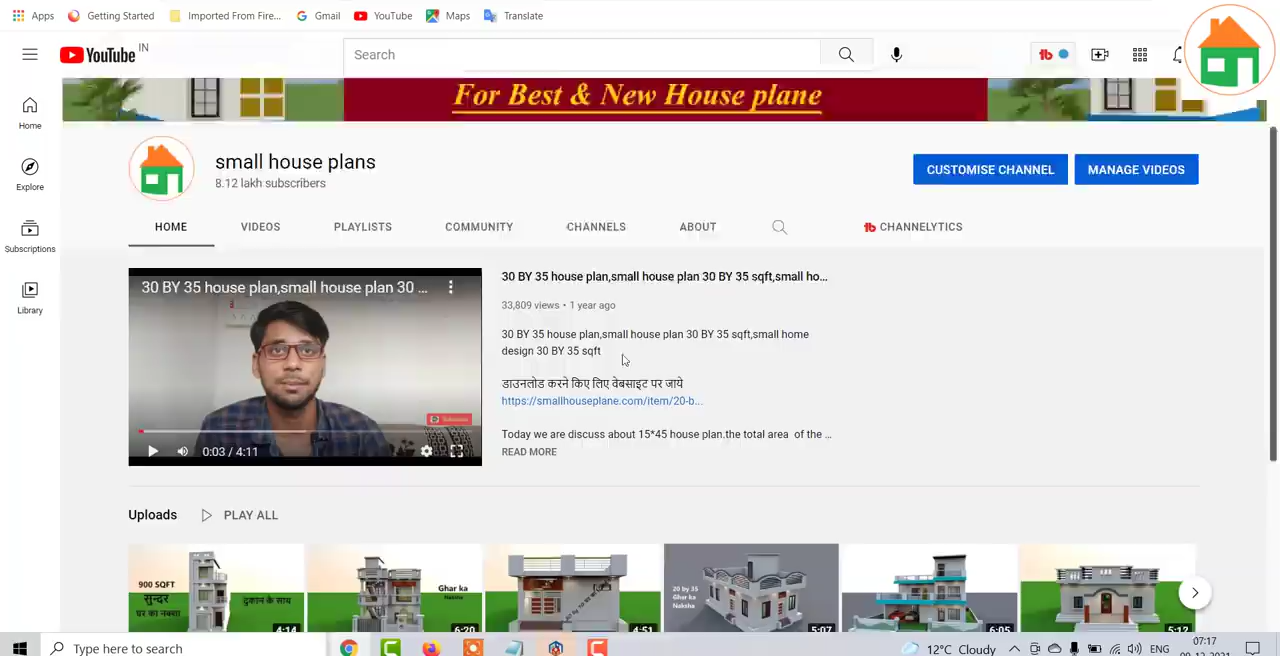 Apps Getting Started Imported From Fire... Gmail YouTube Maps Translate
YouTube IN
Search
tb
For Best & New House plane
Home
Explore
Subscriptions
Library
small house plans
8.12 lakh subscribers
CUSTOMISE CHANNEL MANAGE VIDEOS
HOME VIDEOS PLAYLISTS COMMUNITY CHANNELS ABOUT tb CHANNELYTICS
30 BY 35 house plan,small house plan 30 ...
0:03 / 4:11
30 BY 35 house plan,small house plan 30 BY 35 sqft,small ho...
33,809 views • 1 year ago
30 BY 35 house plan,small house plan 30 BY 35 sqft,small home
design 30 BY 35 sqft
डाउनलोड करने किए लिए वेबसाइट पर जाये
https://smallhouseplane.com/item/20-b...
Today we are discuss about 15*45 house plan.the total area of the ...
READ MORE
Uploads PLAY ALL
900 SQFT
सुन्दर
घर का नक्शा
दुकान के साथ
4:14
Ghar ka
Naksha
6:20
4:51
20 by 35
Ghar ka
Naksha
5:07
6:05
5:12
Type here to search
12°C Cloudy
ENG
07:17
09-12-2021